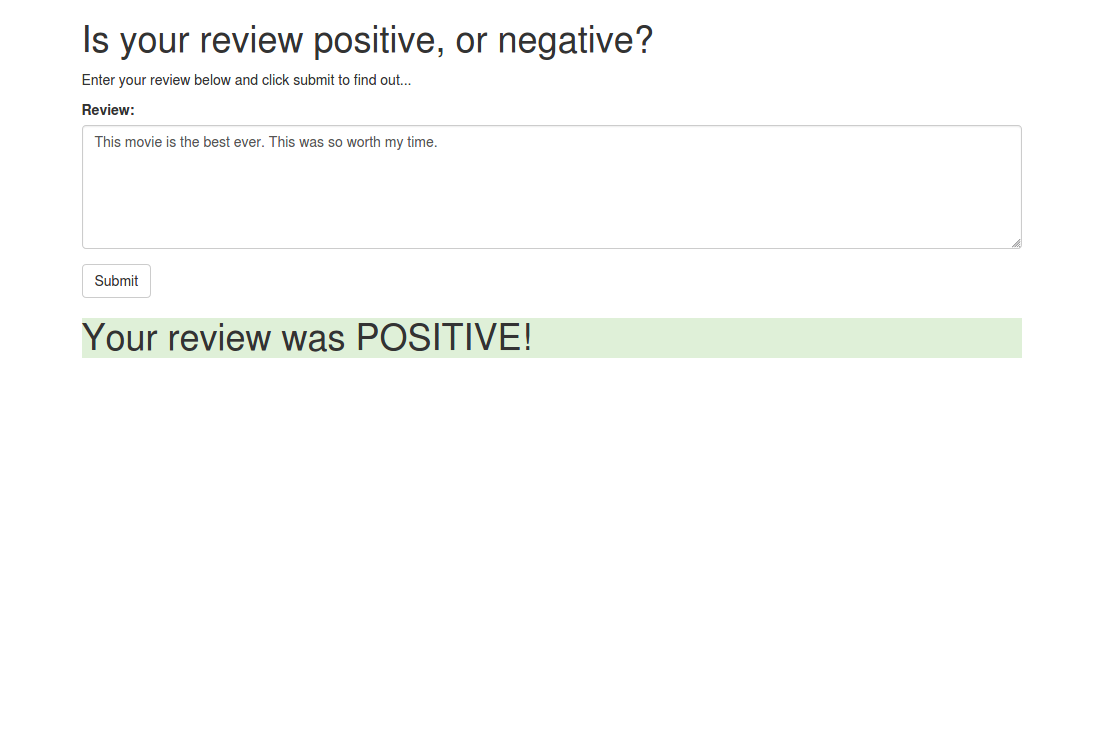 Is your review positive, or negative?
Enter your review below and click submit to find out...
Review:
This movie is the best ever. This was so worth my time.
Submit
Your review was POSITIVE!